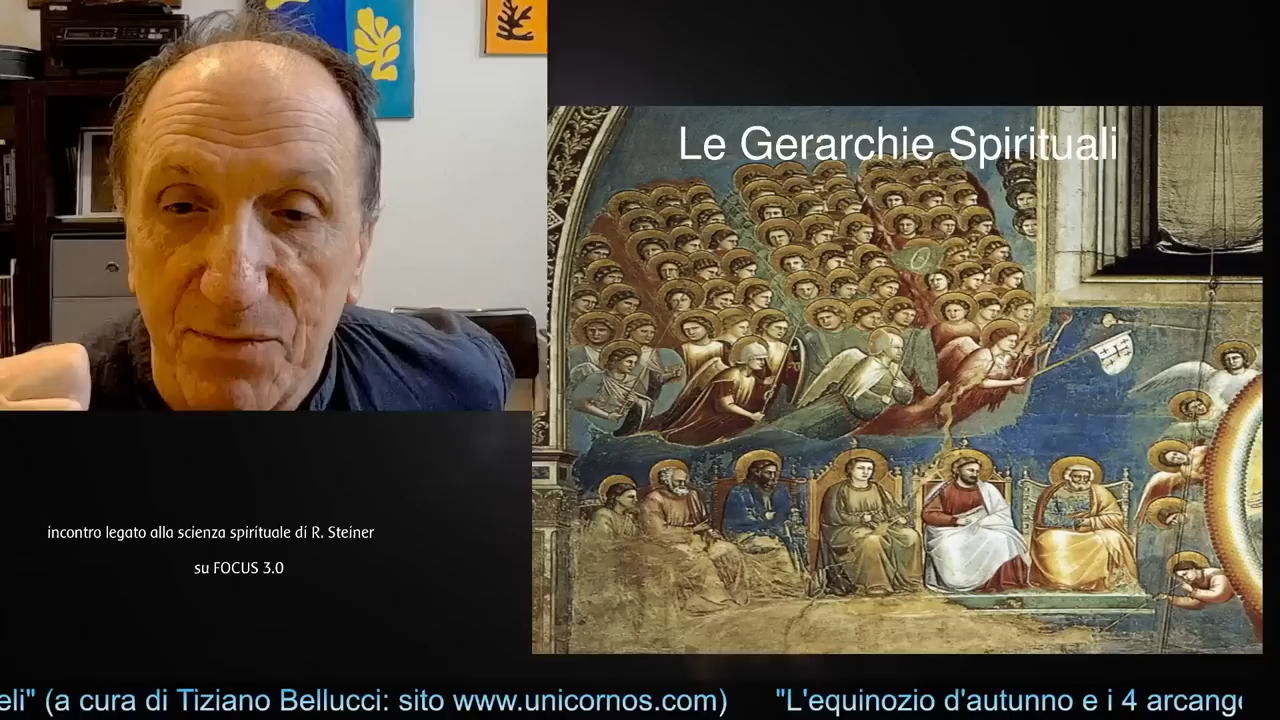 Le Gerarchie Spirituali
incontro legato alla scienza spirituale di R. Steiner
su FOCUS 3.0
eli" (a cura di Tiziano Bellucci: sito www.unicornos.com) "L'equinozio d'autunno e i 4 arcange